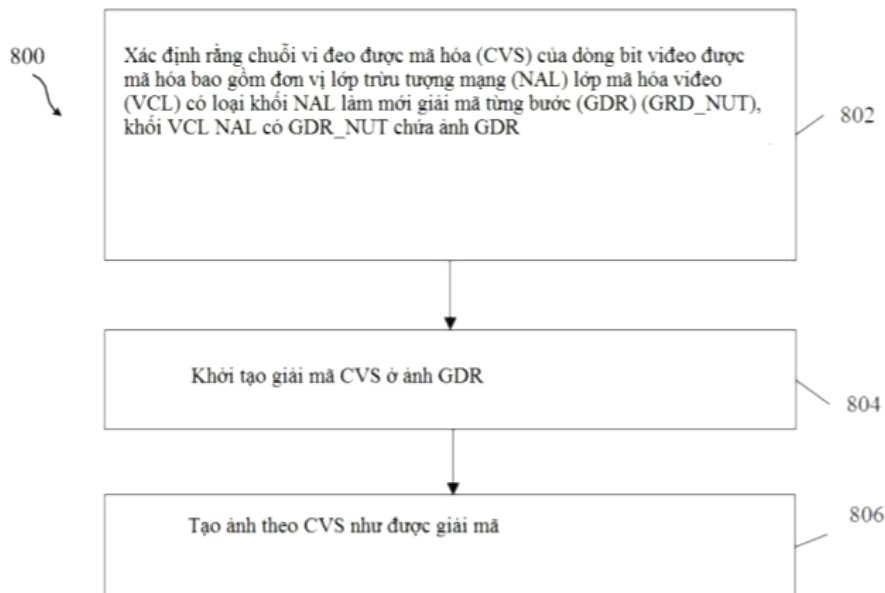 800
Xác định rằng chuỗi vi đeo được mã hóa (CVS) của dòng bit viđeo được
mã hóa bao gồm đơn vị lớp trừu tượng mạng (NAL) lớp mã hóa viđeo
(VCL) có loại khối NAL làm mới giải mã từng bước (GDR) (GRD_NUT),
khối VCL NAL có GDR_NUT chứa ảnh GDR
802
Khởi tạo giải mã CVS ở ảnh GDR
804
Tạo ảnh theo CVS như được giải mã
806